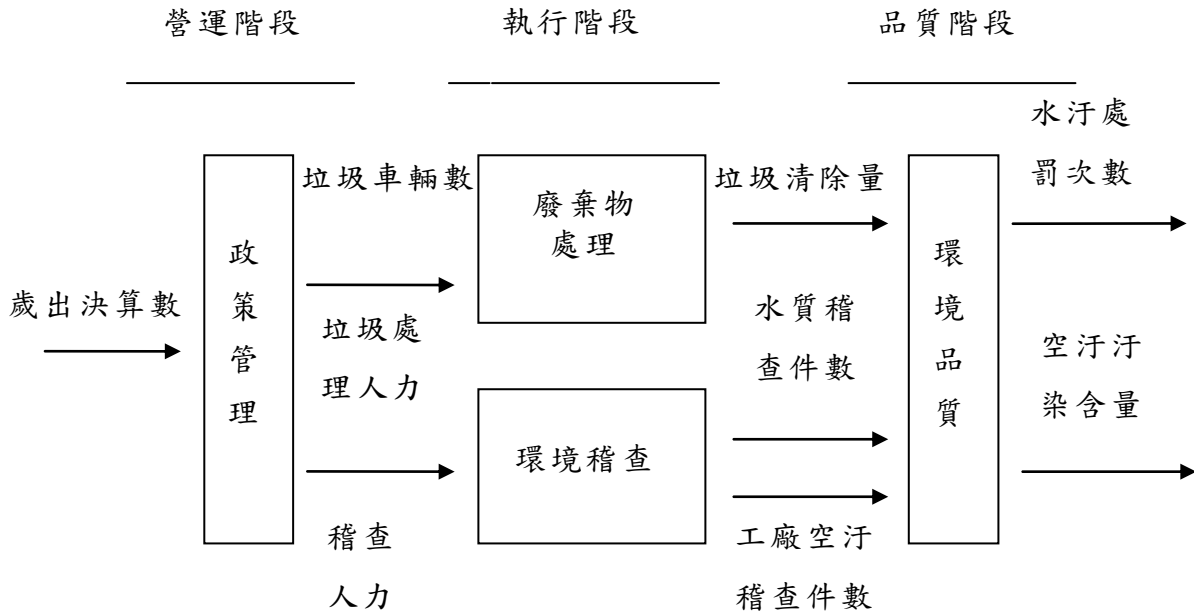 營運階段
執行階段
品質階段
歲出決算數
政
策
管
理
垃圾車輛數
垃圾處
理人力
稽查
人力
廢棄物
處理
環境稽查
垃圾清除量
水質稽
查件數
工廠空汙
稽查件數
環
境
品
質
水汙處
罰次數
空汙汙
染含量